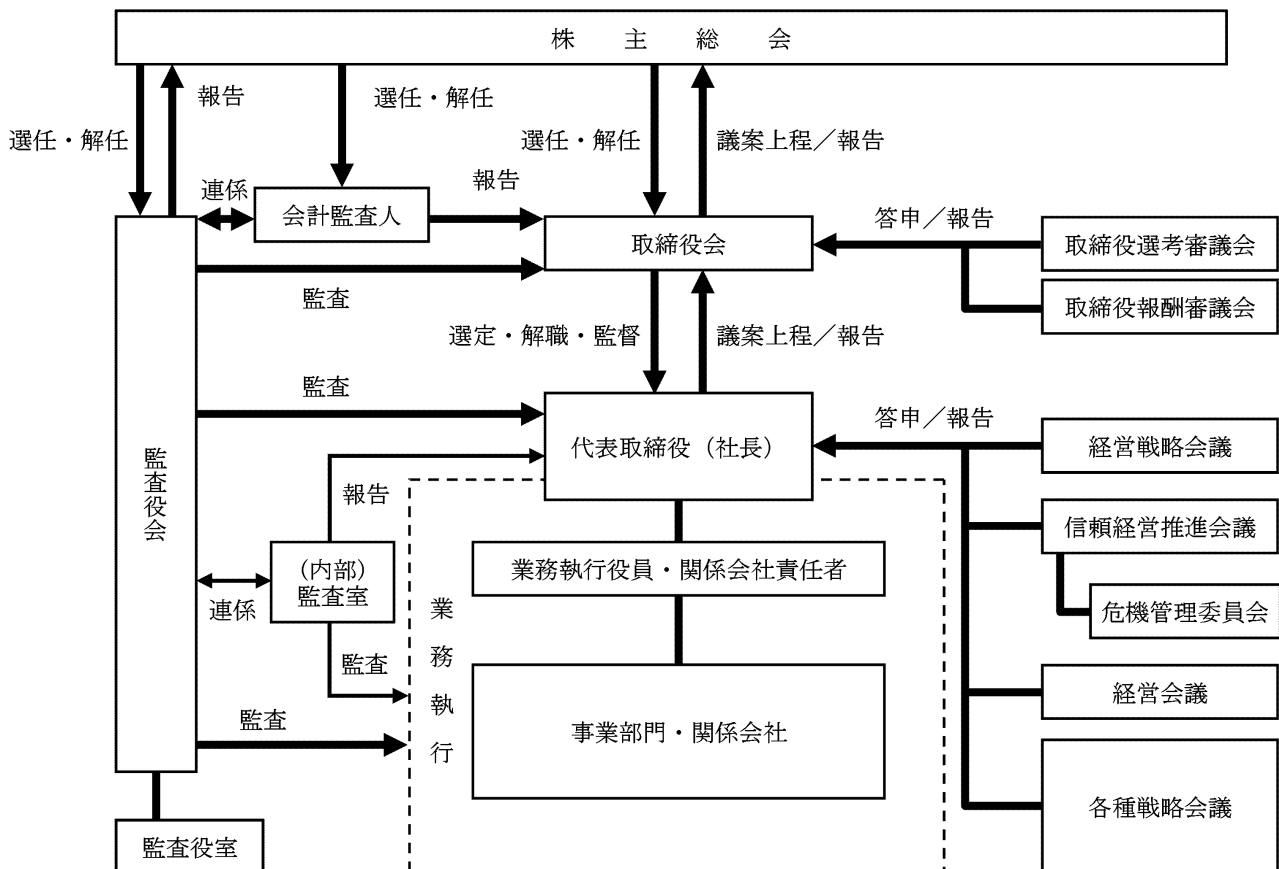 株主総会
報告
選任・解任
選任・解任
選任・解任
議案上程／報告
連係
会計監査人
報告
取締役会
答申／報告
取締役選考審議会
取締役報酬審議会
監査
選定・解職・監督
議案上程／報告
監査
代表取締役（社長）
答申／報告
経営戦略会議
監査役会
報告
信頼経営推進会議
（内部）
監査室
業務執行役員・関係会社責任者
連係
危機管理委員会
業務執行
監査
経営会議
監査
事業部門・関係会社
各種戦略会議
監査役室